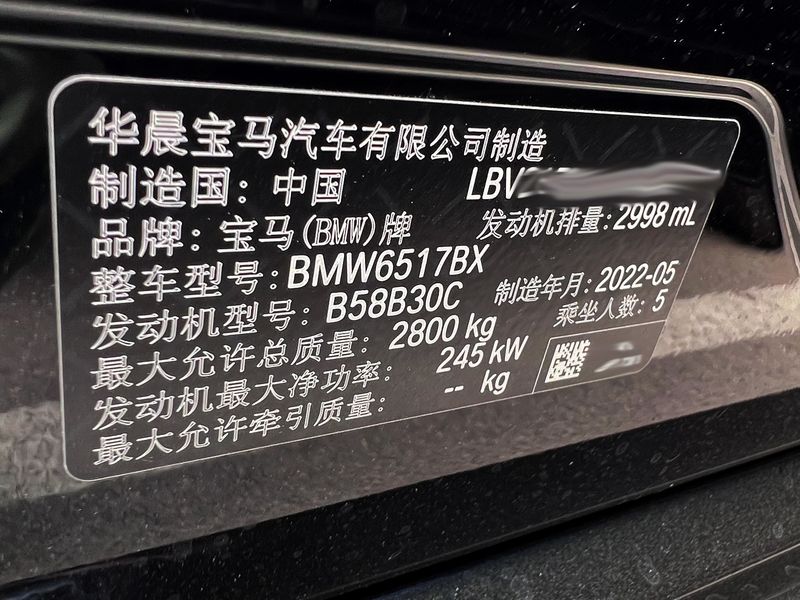 华晨宝马汽车有限公司制造
制造国：中国 LBV
品牌：宝马(BMW)牌 发动机排量:2998 mL
整车型号：BMW6517BX
发动机型号：B58B30C 制造年月:2022-05
最大允许总质量：2800 kg 乘坐人数:5
发动机最大净功率：245 kW
最大允许牵引质量：-- kg